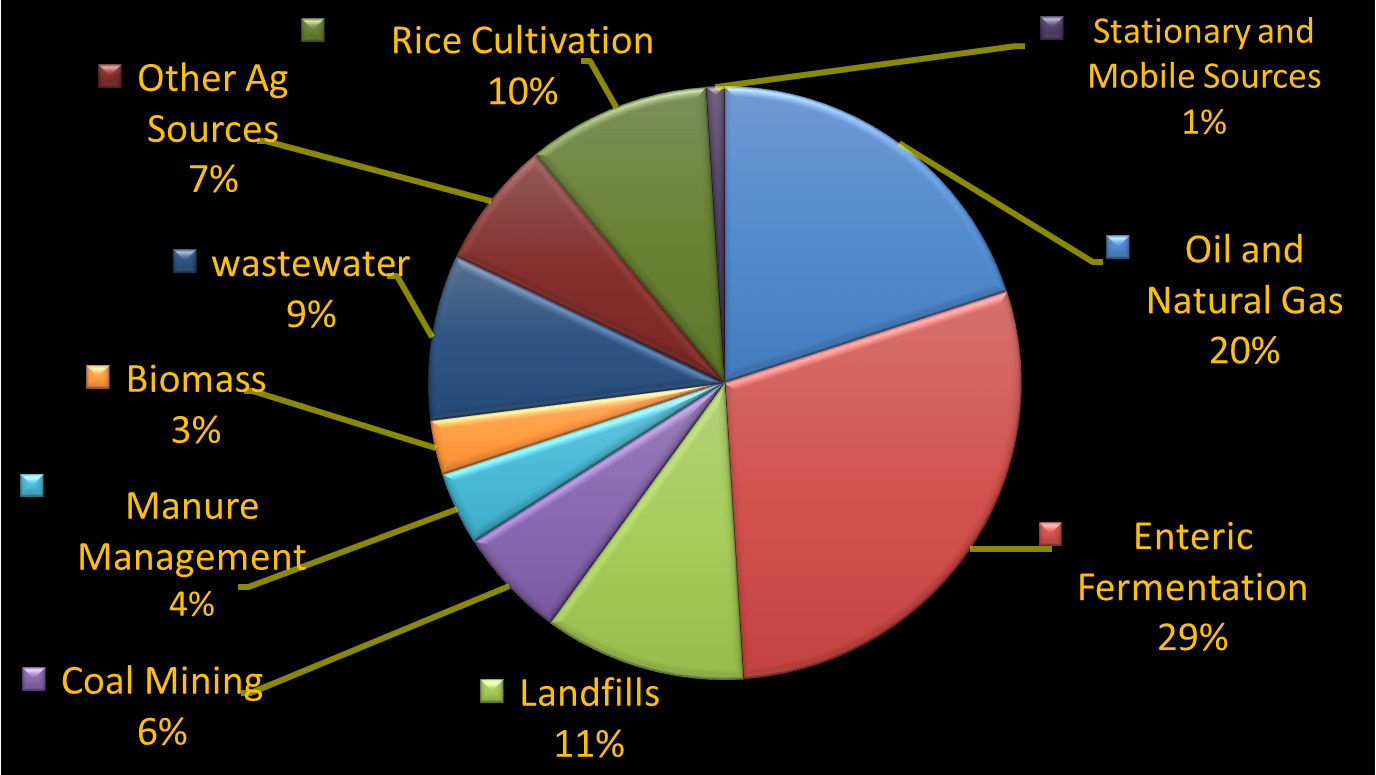 Rice Cultivation
10%
Stationary and
Mobile Sources
1%
Other Ag
Sources
7%
Oil and
Natural Gas
20%
wastewater
9%
Biomass
3%
Manure
Management
4%
Enteric
Fermentation
29%
Coal Mining
6%
Landfills
11%